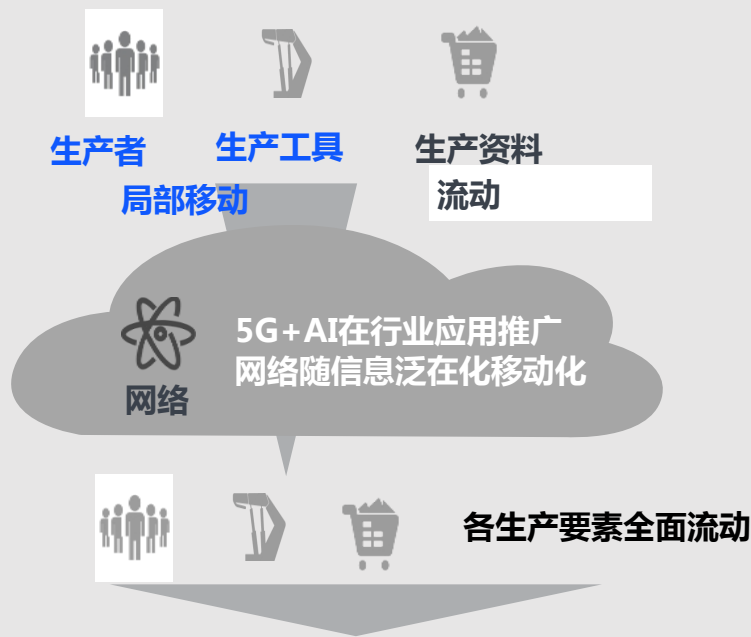 生产者
生产工具
生产资料
局部移动
流动
5G+AI在行业应用推广
网络随信息泛在化移动化
网络
各生产要素全面流动